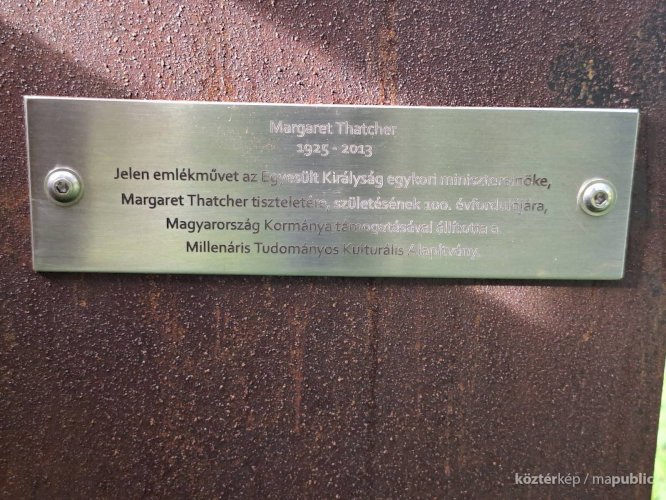 Margaret Thatcher
1925 - 2013
Jelen emlékművet az Egyesült Királyság egykori miniszterelnöke,
Margaret Thatcher tiszteletére, születésének 100. évfordulójára,
Magyarország Kormánya támogatásával állította a
Millenáris Tudományos Kulturális Alapítvány.
köztérkép / mapublic